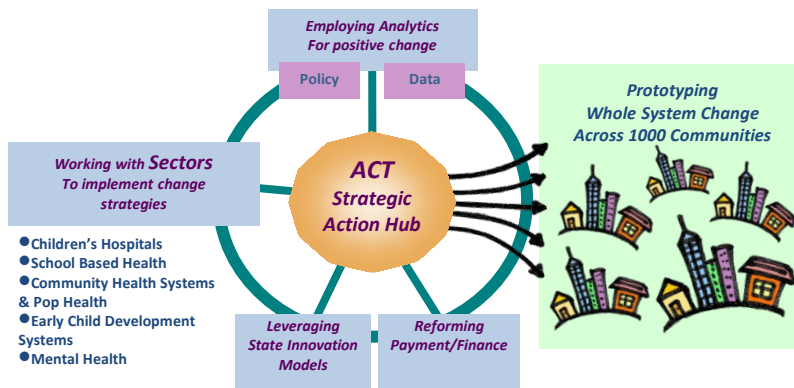 Employing Analytics
For positive change
Policy
Data
Working with Sectors
To implement change
strategies
●Children’s Hospitals
●School Based Health
●Community Health Systems
& Pop Health
●Early Child Development
Systems
●Mental Health
ACT
Strategic
Action Hub
Leveraging
State Innovation
Models
Reforming
Payment/Finance
Prototyping
Whole System Change
Across 1000 Communities